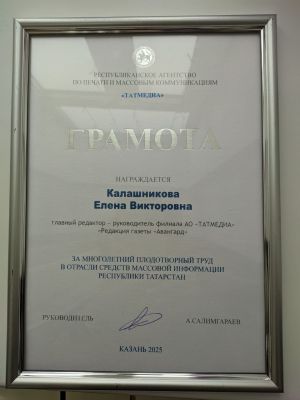 РЕСПУБЛИКАНСКОЕ АГЕНТСТВО
ПО ПЕЧАТИ И МАССОВЫМ КОММУНИКАЦИЯМ
«ТАТМЕДИА»
ГРАМОТА
НАГРАЖДАЕТСЯ
Калашникова
Елена Викторовна
главный редактор – руководитель филиала АО «ТАТМЕДИА»
«Редакция газеты «Авангард»
ЗА МНОГОЛЕТНИЙ ПЛОДОТВОРНЫЙ ТРУД
В ОТРАСЛИ СРЕДСТВ МАССОВОЙ ИНФОРМАЦИИ
РЕСПУБЛИКИ ТАТАРСТАН
РУКОВОДИТЕЛЬ А.САЛИМГАРАЕВ
КАЗАНЬ 2025